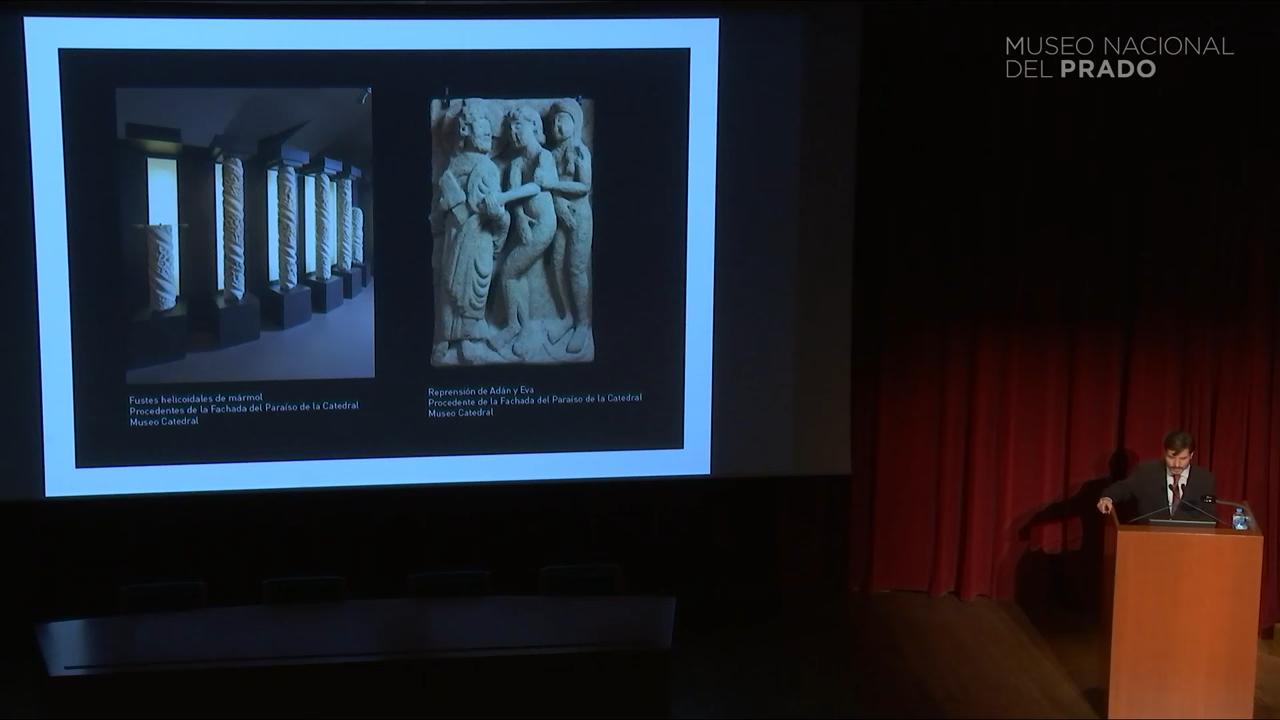 MUSEO NACIONAL
DEL PRADO
Fustes helicoidales de mármol
Procedentes de la Fachada del Paraíso de la Catedral
Museo Catedral
Reprensión de Adán y Eva
Procedente de la Fachada del Paraíso de la Catedral
Museo Catedral